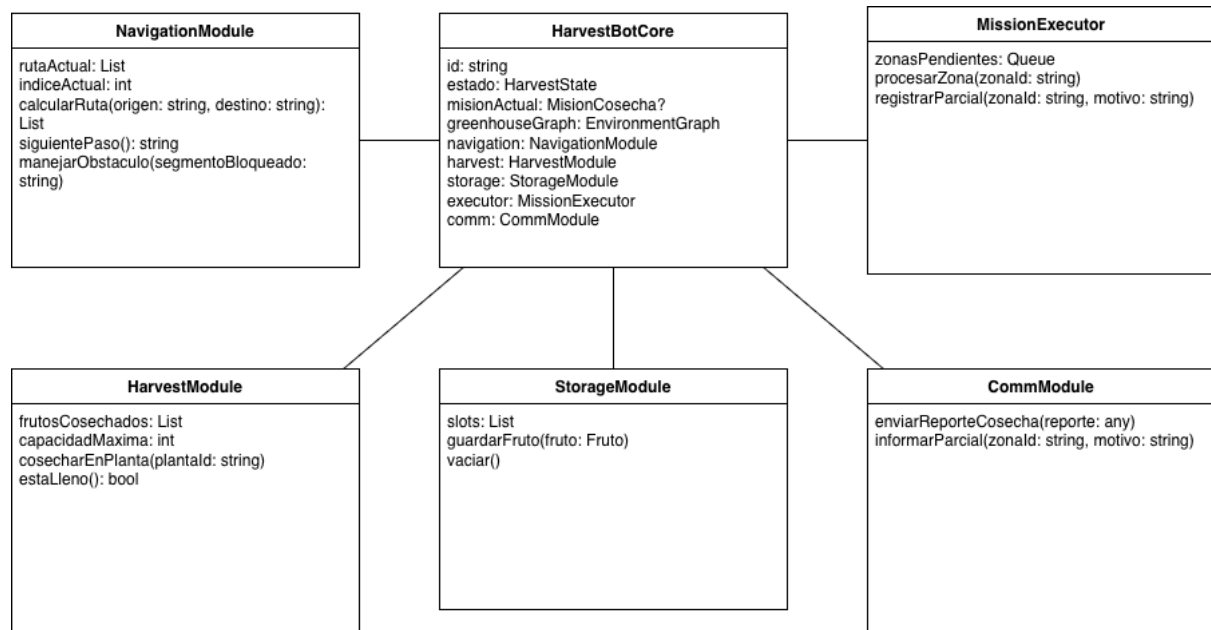 NavigationModule
rutaActual: List
indiceActual: int
calcularRuta(origen: string, destino: string):
List
siguientePaso(): string
manejarObstaculo(segmentoBloqueado:
string)
HarvestBotCore
id: string
estado: HarvestState
misionActual: MisionCosecha?
greenhouseGraph: EnvironmentGraph
navigation: NavigationModule
harvest: HarvestModule
storage: StorageModule
executor: MissionExecutor
comm: CommModule
MissionExecutor
zonasPendientes: Queue
procesarZona(zonaId: string)
registrarParcial(zonaId: string, motivo: string)
HarvestModule
frutosCosechados: List
capacidadMaxima: int
cosecharEnPlanta(plantaId: string)
estaLleno(): bool
StorageModule
slots: List
guardarFruto(fruto: Fruto)
vaciar()
CommModule
enviarReporteCosecha(reporte: any)
informarParcial(zonaId: string, motivo: string)